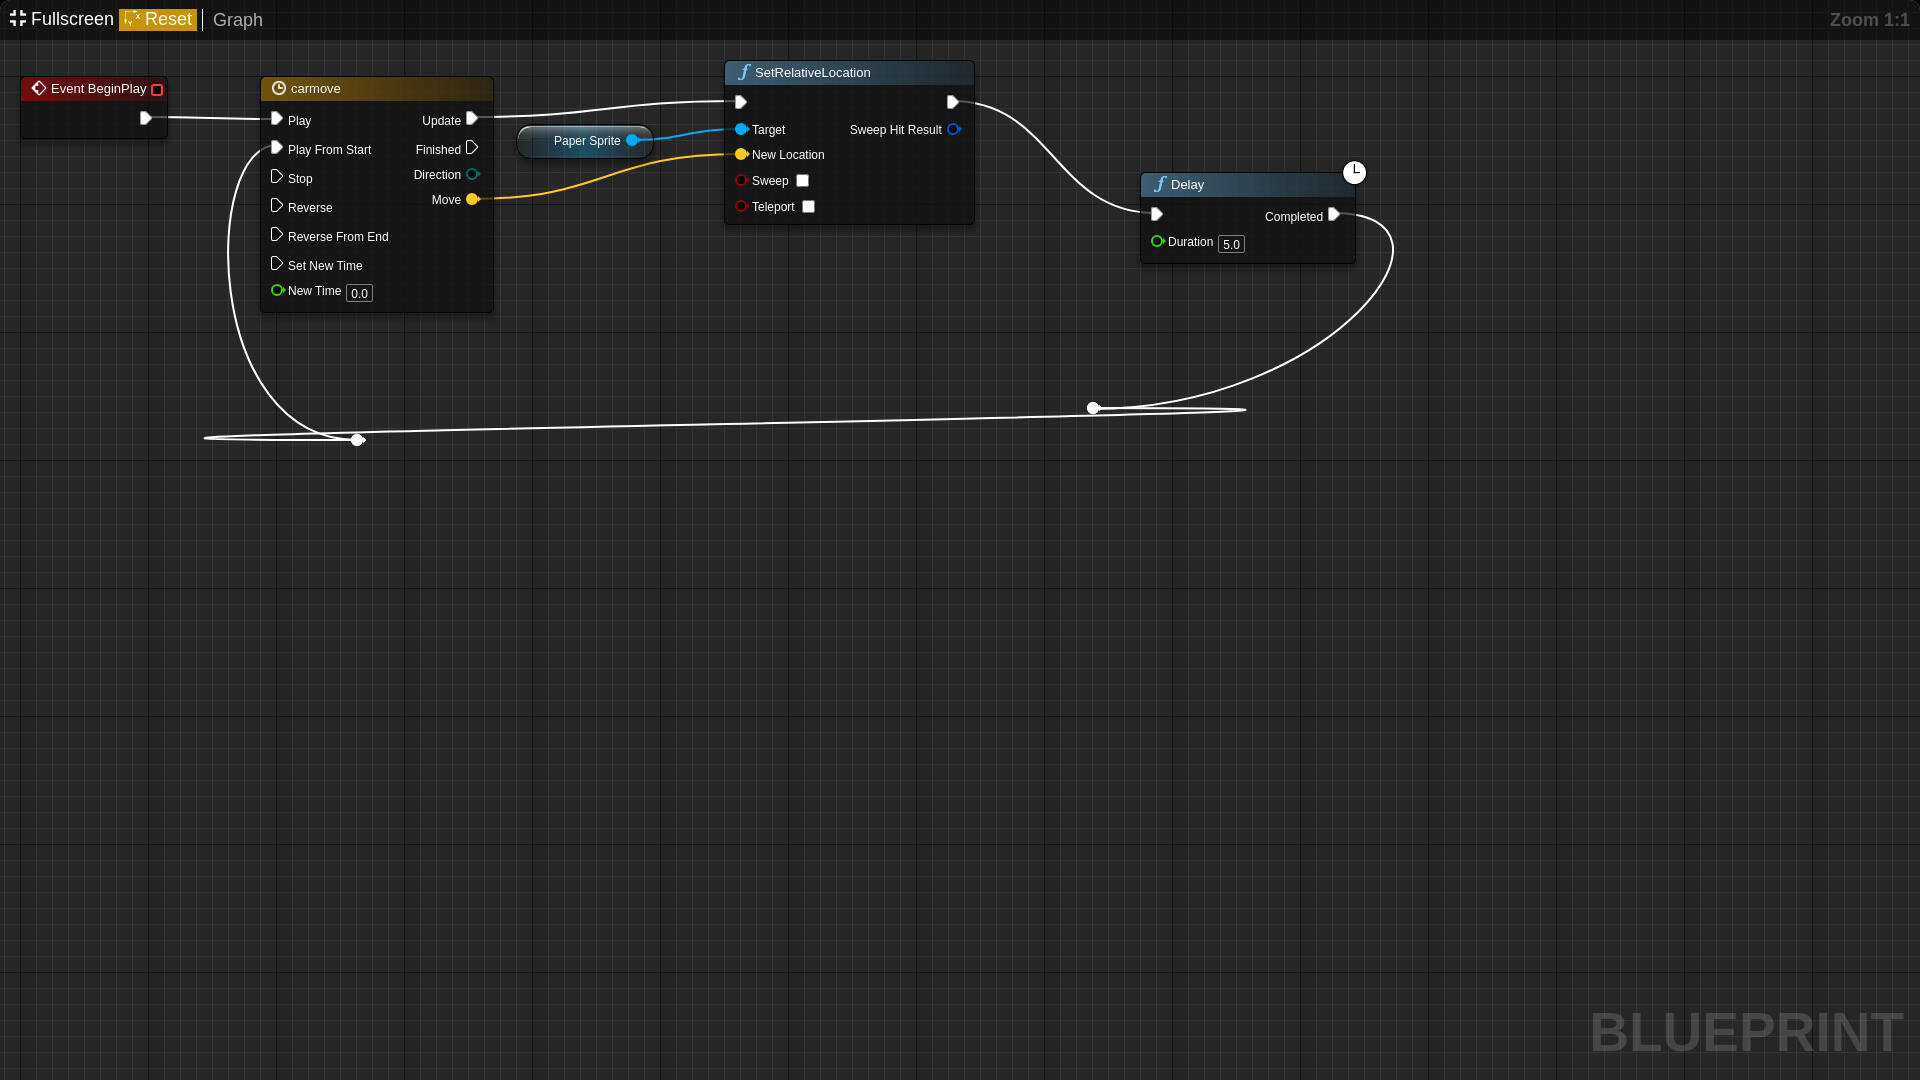 Fullscreen Reset Graph Zoom 1:1
Event BeginPlay
carmove
Play Update
Play From Start Finished
Stop Direction
Reverse Move
Reverse From End
Set New Time
New Time 0.0
Paper Sprite
SetRelativeLocation
Target Sweep Hit Result
New Location
Sweep
Teleport
Delay
Completed
Duration 5.0
BLUEPRINT